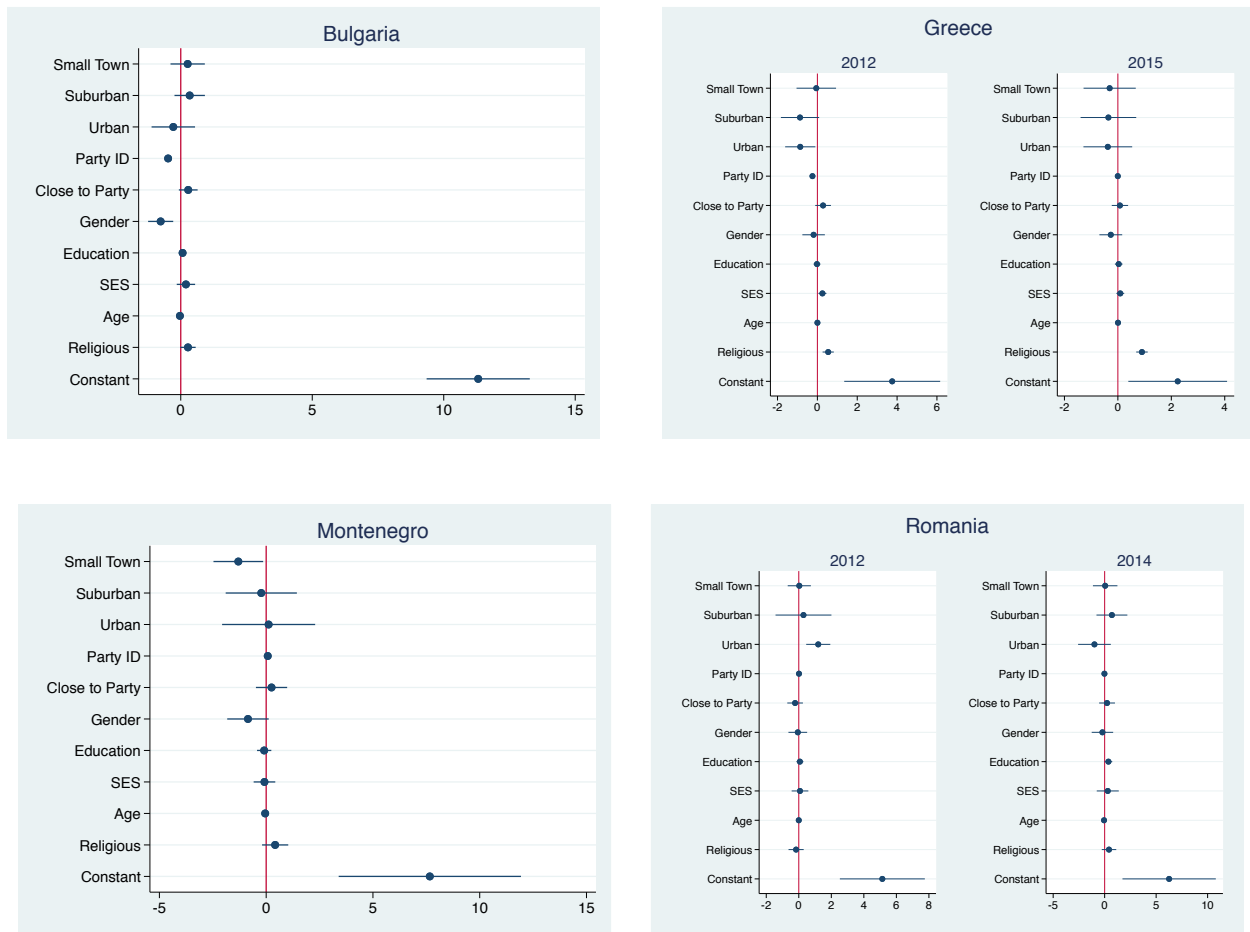 Bulgaria
Small Town
Suburban
Urban
Party ID
Close to Party
Gender
Education
SES
Age
Religious
Constant
0 5 10 15
Greece
2012
Small Town
Suburban
Urban
Party ID
Close to Party
Gender
Education
SES
Age
Religious
Constant
-2 0 2 4 6
2015
Small Town
Suburban
Urban
Party ID
Close to Party
Gender
Education
SES
Age
Religious
Constant
-2 0 2 4
Montenegro
Small Town
Suburban
Urban
Party ID
Close to Party
Gender
Education
SES
Age
Religious
Constant
-5 0 5 10 15
Romania
2012
Small Town
Suburban
Urban
Party ID
Close to Party
Gender
Education
SES
Age
Religious
Constant
-2 0 2 4 6 8
2014
Small Town
Suburban
Urban
Party ID
Close to Party
Gender
Education
SES
Age
Religious
Constant
-5 0 5 10